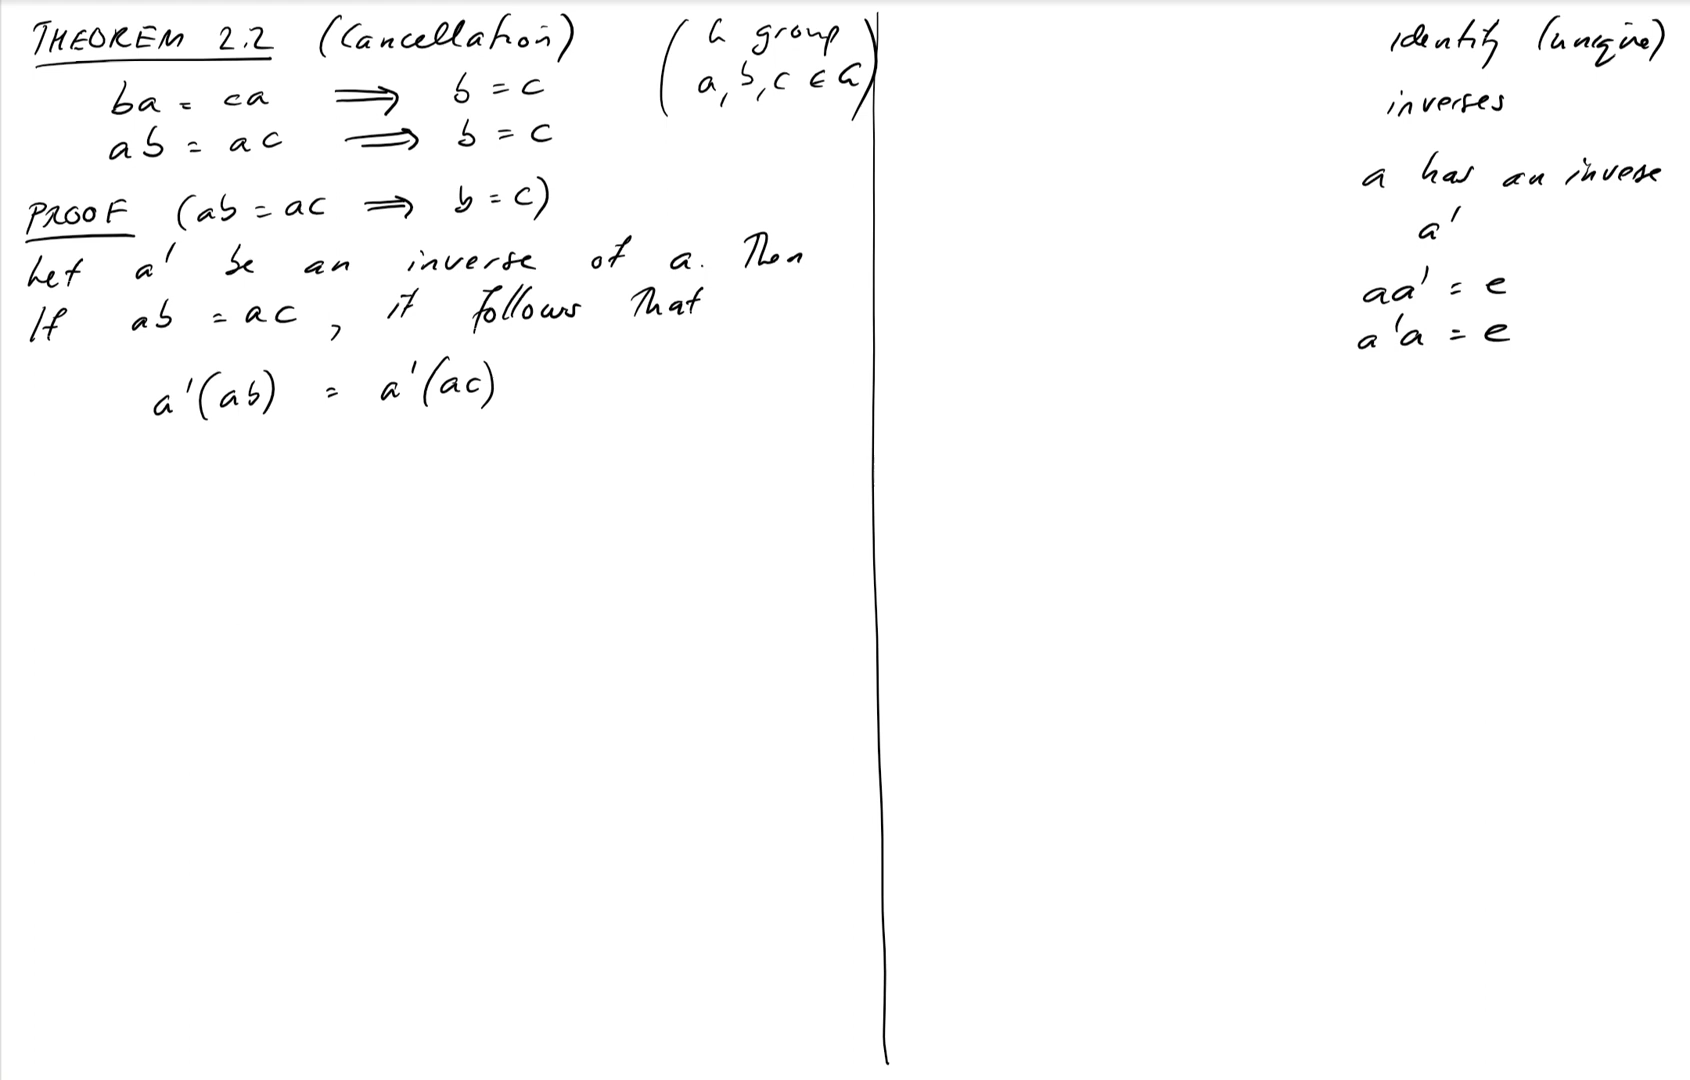 THEOREM 2.2 (Cancellation) (G group
a, b, c ∈ G)
ba = ca ⟹ b = c
ab = ac ⟹ b = c
PROOF (ab = ac ⟹ b = c)
Let a' be an inverse of a. Then
If ab = ac, it follows that
a'(ab) = a'(ac)
identity (unique)
inverses
a has an inverse
a'
aa' = e
a'a = e